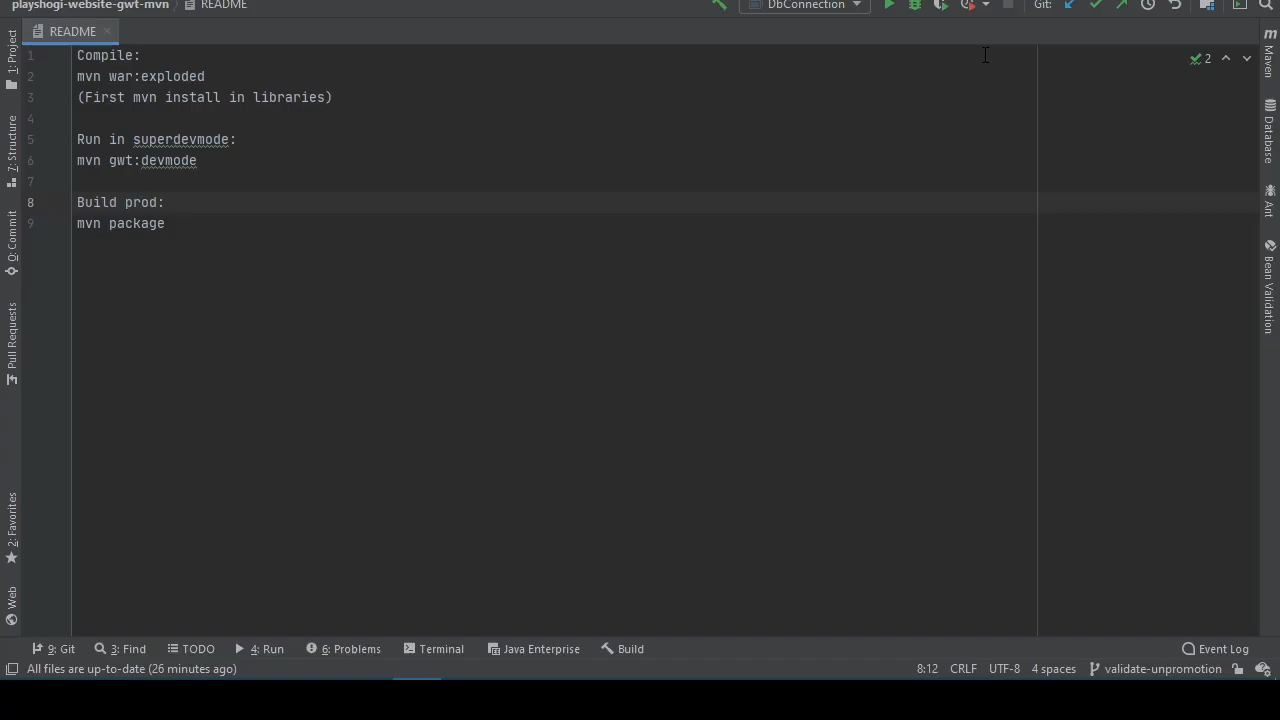 playshogi-website-gwt-mvn README DbConnection Git:
README
1: Project
7: Structure
0: Commit
Pull Requests
2: Favorites
Web
1 Compile:
2 mvn war:exploded
3 (First mvn install in libraries)
4
5 Run in superdevmode:
6 mvn gwt:devmode
7
8 Build prod:
9 mvn package
2
m Maven
Database
Ant
Bean Validation
9: Git 3: Find TODO 4: Run 6: Problems Terminal Java Enterprise Build Event Log
All files are up-to-date (26 minutes ago) 8:12 CRLF UTF-8 4 spaces validate-unpromotion